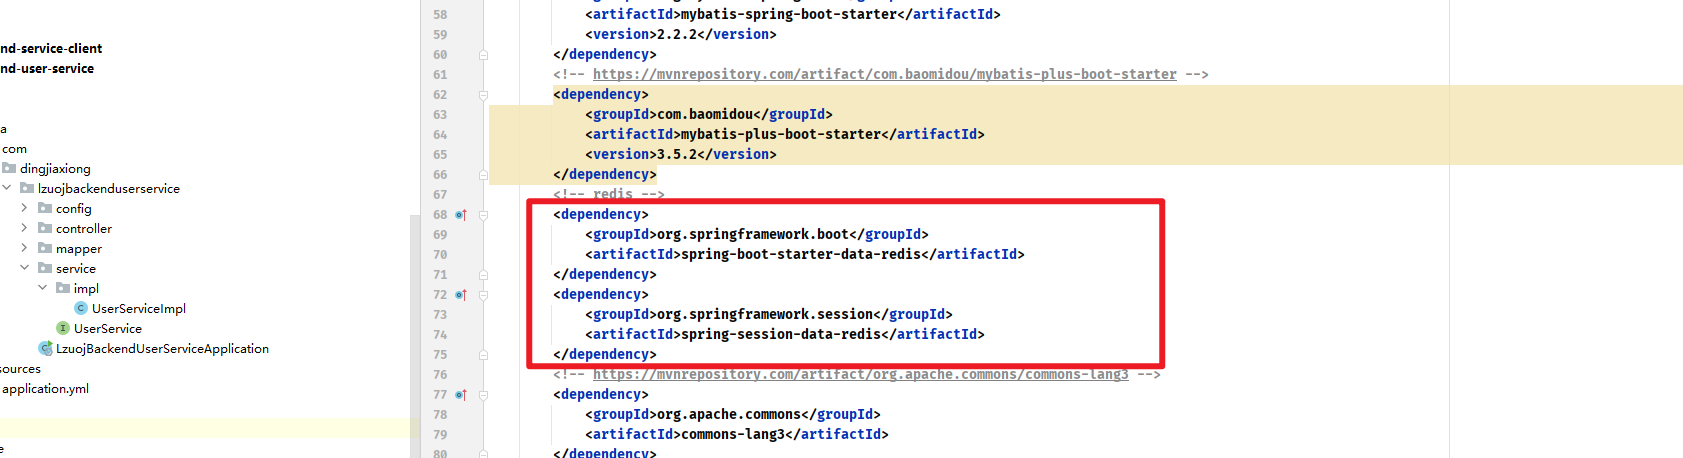 nd-service-client
nd-user-service
a
com
dingjiaxiong
lzuojbackenduserservice
config
controller
mapper
service
impl
UserServiceImpl
UserService
LzuojBackendUserServiceApplication
sources
application.yml
e
58 <artifactId>mybatis-spring-boot-starter</artifactId>
59 <version>2.2.2</version>
60 </dependency>
61 <!-- https://mvnrepository.com/artifact/com.baomidou/mybatis-plus-boot-starter -->
62 <dependency>
63 <groupId>com.baomidou</groupId>
64 <artifactId>mybatis-plus-boot-starter</artifactId>
65 <version>3.5.2</version>
66 </dependency>
67 <!-- redis -->
68 <dependency>
69 <groupId>org.springframework.boot</groupId>
70 <artifactId>spring-boot-starter-data-redis</artifactId>
71 </dependency>
72 <dependency>
73 <groupId>org.springframework.session</groupId>
74 <artifactId>spring-session-data-redis</artifactId>
75 </dependency>
76 <!-- https://mvnrepository.com/artifact/org.apache.commons/commons-lang3 -->
77 <dependency>
78 <groupId>org.apache.commons</groupId>
79 <artifactId>commons-lang3</artifactId>
80 </dependency>